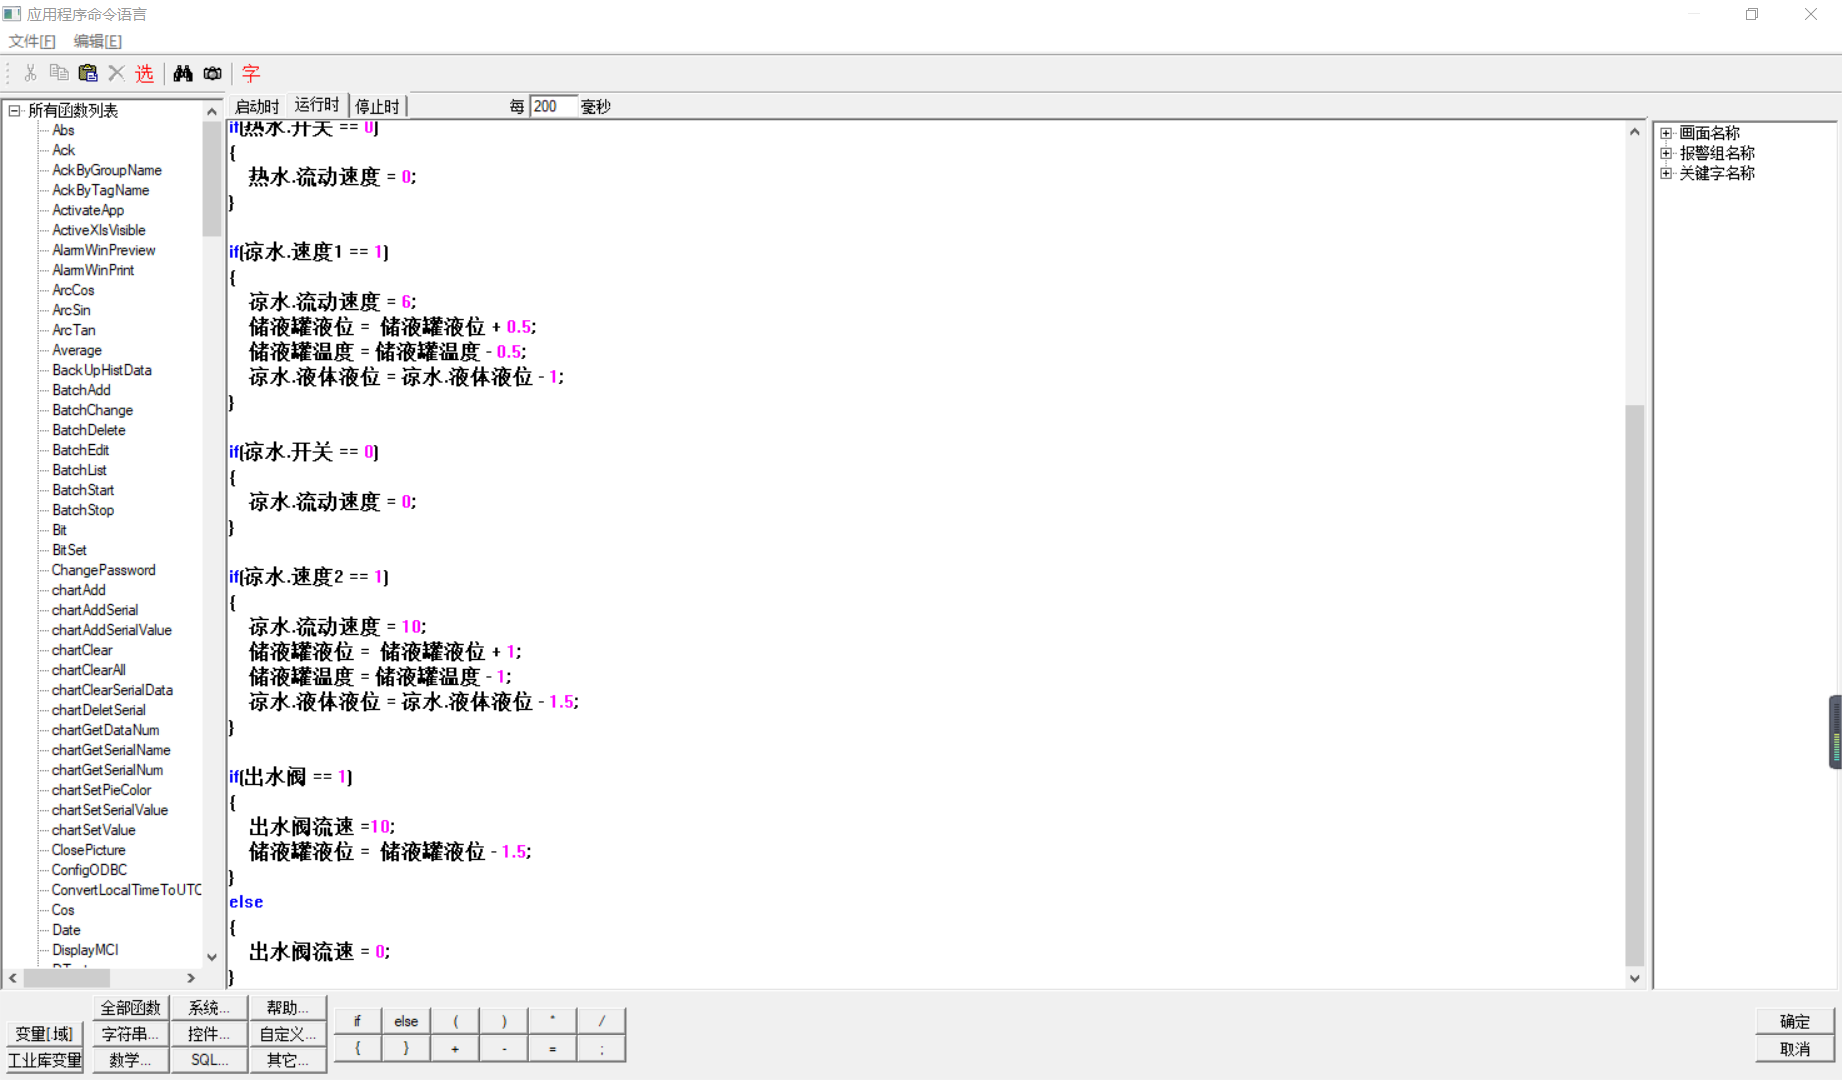 应用程序命令语言
文件[F] 编辑[E]
选 字
所有函数列表
Abs
Ack
AckByGroupName
AckByTagName
ActivateApp
ActiveXlsVisible
AlarmWinPreview
AlarmWinPrint
ArcCos
ArcSin
ArcTan
Average
BackUpHistData
BatchAdd
BatchChange
BatchDelete
BatchEdit
BatchList
BatchStart
BatchStop
Bit
BitSet
ChangePassword
chartAdd
chartAddSerial
chartAddSerialValue
chartClear
chartClearAll
chartClearSerialData
chartDeletSerial
chartGetDataNum
chartGetSerialName
chartGetSerialNum
chartSetPieColor
chartSetSerialValue
chartSetValue
ClosePicture
ConfigODBC
ConvertLocalTimeToUTC
Cos
Date
DisplayMCI
启动时 运行时 停止时 每 200 毫秒
if(热水.开关 == 0)
{
热水.流动速度 = 0;
}
if(凉水.速度1 == 1)
{
凉水.流动速度 = 6;
储液罐液位 = 储液罐液位 + 0.5;
储液罐温度 = 储液罐温度 - 0.5;
凉水.液体液位 = 凉水.液体液位 - 1;
}
if(凉水.开关 == 0)
{
凉水.流动速度 = 0;
}
if(凉水.速度2 == 1)
{
凉水.流动速度 = 10;
储液罐液位 = 储液罐液位 + 1;
储液罐温度 = 储液罐温度 - 1;
凉水.液体液位 = 凉水.液体液位 - 1.5;
}
if(出水阀 == 1)
{
出水阀流速 =10;
储液罐液位 = 储液罐液位 - 1.5;
}
else
{
出水阀流速 = 0;
}
画面名称
报警组名称
关键字名称
全部函数 系统... 帮助...
变量[.域] 字符串... 控件... 自定义...
工业库变量 数学... SQL... 其它...
if else ( ) * /
{ } + - = ;
确定
取消